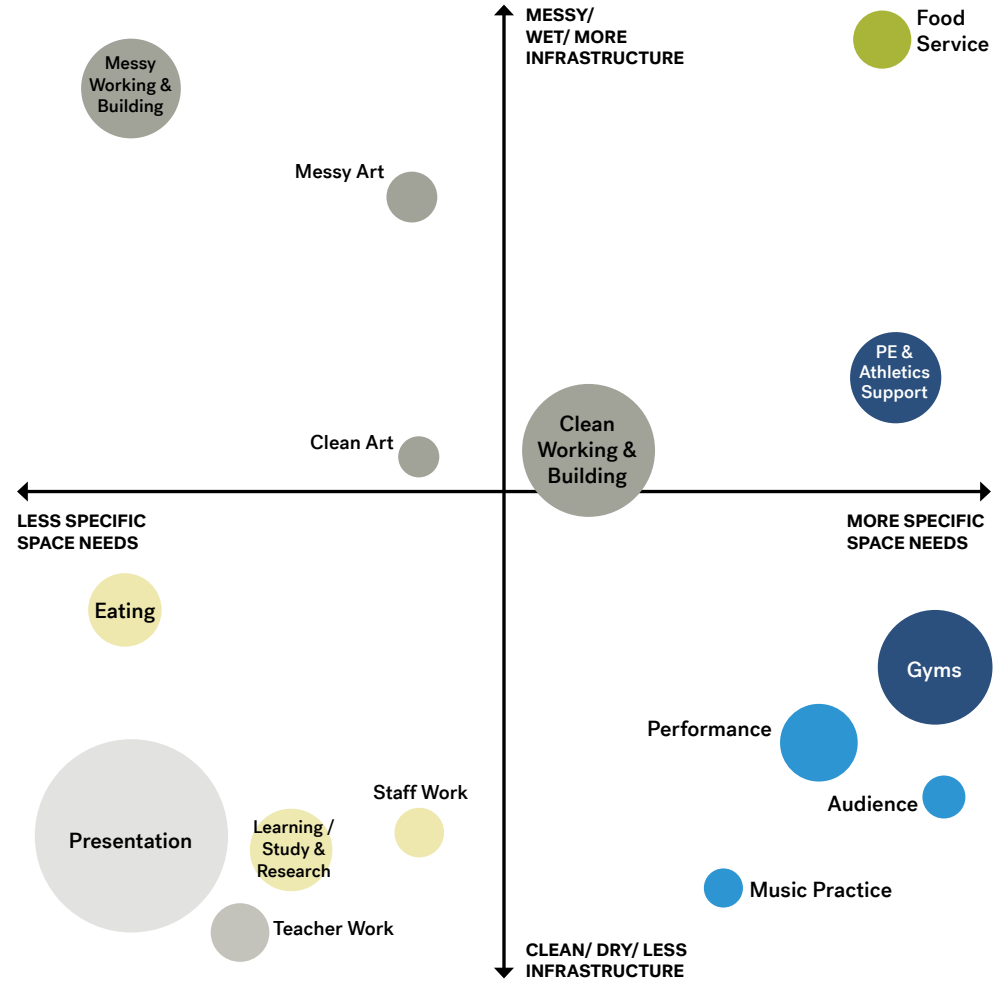 MESSY/
WET/ MORE
INFRASTRUCTURE
Food
Service
Messy
Working &
Building
Messy Art
PE &
Athletics
Support
Clean Art
Clean
Working &
Building
LESS SPECIFIC
SPACE NEEDS
MORE SPECIFIC
SPACE NEEDS
Eating
Gyms
Performance
Staff Work
Audience
Presentation
Learning /
Study &
Research
Music Practice
Teacher Work
CLEAN/ DRY/ LESS
INFRASTRUCTURE